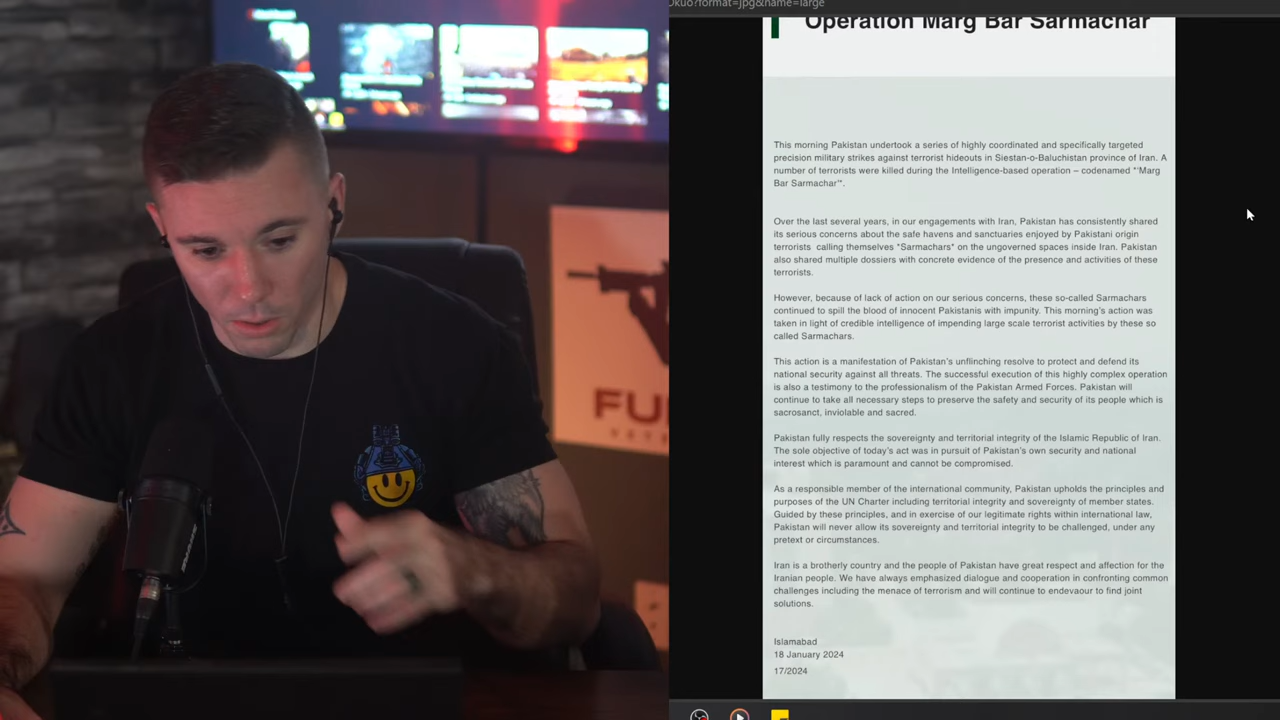 Okuo?format=jpg&name=large
Operation Marg Bar Sarmachar
This morning Pakistan undertook a series of highly coordinated and specifically targeted
precision military strikes against terrorist hideouts in Siestan-o-Baluchistan province of Iran. A
number of terrorists were killed during the Intelligence-based operation – codenamed "'Marg
Bar Sarmachar'".
Over the last several years, in our engagements with Iran, Pakistan has consistently shared
its serious concerns about the safe havens and sanctuaries enjoyed by Pakistani origin
terrorists calling themselves *Sarmachars* on the ungoverned spaces inside Iran. Pakistan
also shared multiple dossiers with concrete evidence of the presence and activities of these
terrorists.
However, because of lack of action on our serious concerns, these so-called Sarmachars
continued to spill the blood of innocent Pakistanis with impunity. This morning's action was
taken in light of credible intelligence of impending large scale terrorist activities by these so
called Sarmachars.
This action is a manifestation of Pakistan's unflinching resolve to protect and defend its
national security against all threats. The successful execution of this highly complex operation
is also a testimony to the professionalism of the Pakistan Armed Forces. Pakistan will
continue to take all necessary steps to preserve the safety and security of its people which is
sacrosanct, inviolable and sacred.
Pakistan fully respects the sovereignty and territorial integrity of the Islamic Republic of Iran.
The sole objective of today's act was in pursuit of Pakistan's own security and national
interest which is paramount and cannot be compromised.
As a responsible member of the international community, Pakistan upholds the principles and
purposes of the UN Charter including territorial integrity and sovereignty of member states.
Guided by these principles, and in exercise of our legitimate rights within international law,
Pakistan will never allow its sovereignty and territorial integrity to be challenged, under any
pretext or circumstances.
Iran is a brotherly country and the people of Pakistan have great respect and affection for the
Iranian people. We have always emphasized dialogue and cooperation in confronting common
challenges including the menace of terrorism and will continue to endeavour to find joint
solutions.
Islamabad
18 January 2024
17/2024